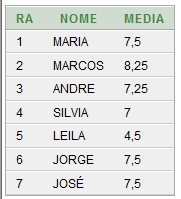 RA NOME MEDIA
1 MARIA 7,5
2 MARCOS 8,25
3 ANDRE 7,25
4 SILVIA 7
5 LEILA 4,5
6 JORGE 7,5
7 JOSÉ 7,5